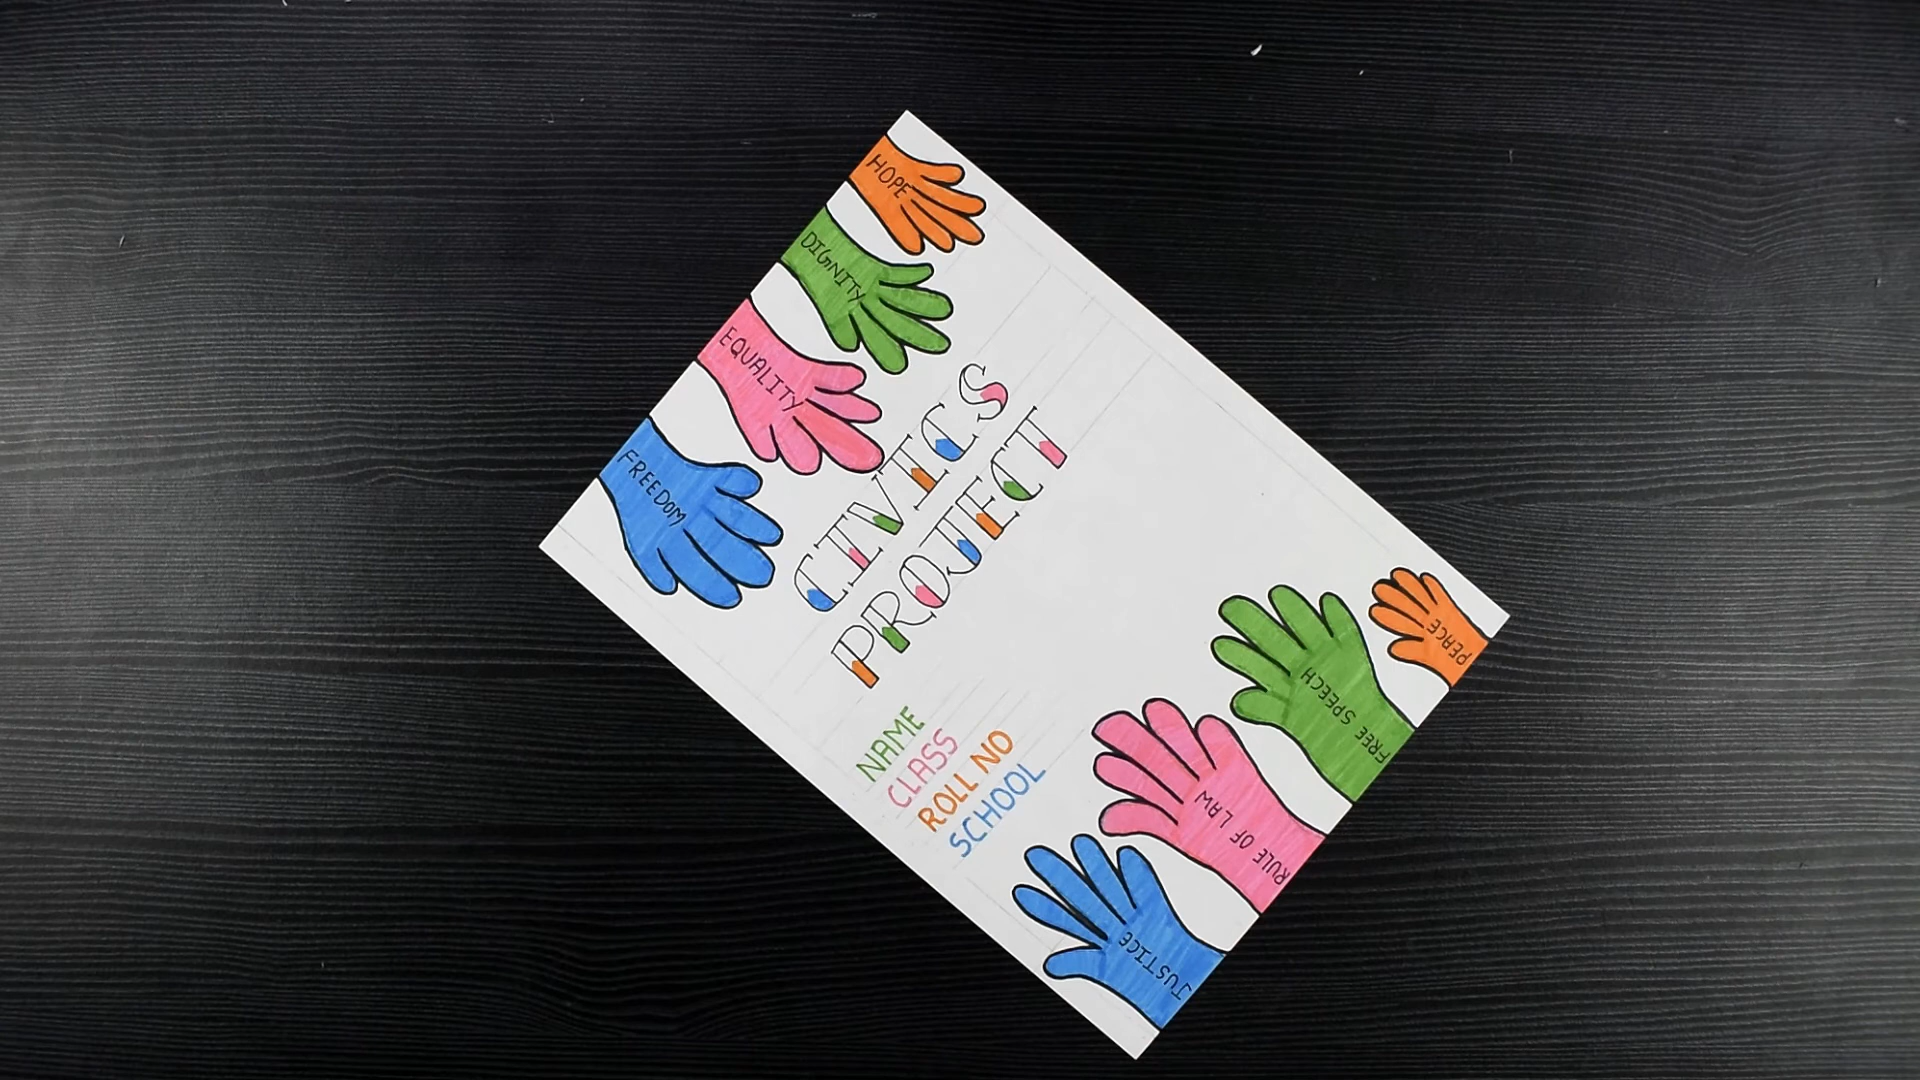 FREEDOM
EQUALITY
DIGNITY
HOPE
CIVICS
PROJECT
NAME
CLASS
ROLL NO
SCHOOL
JUSTICE
RULE OF LAW
FREE SPEECH
PEACE